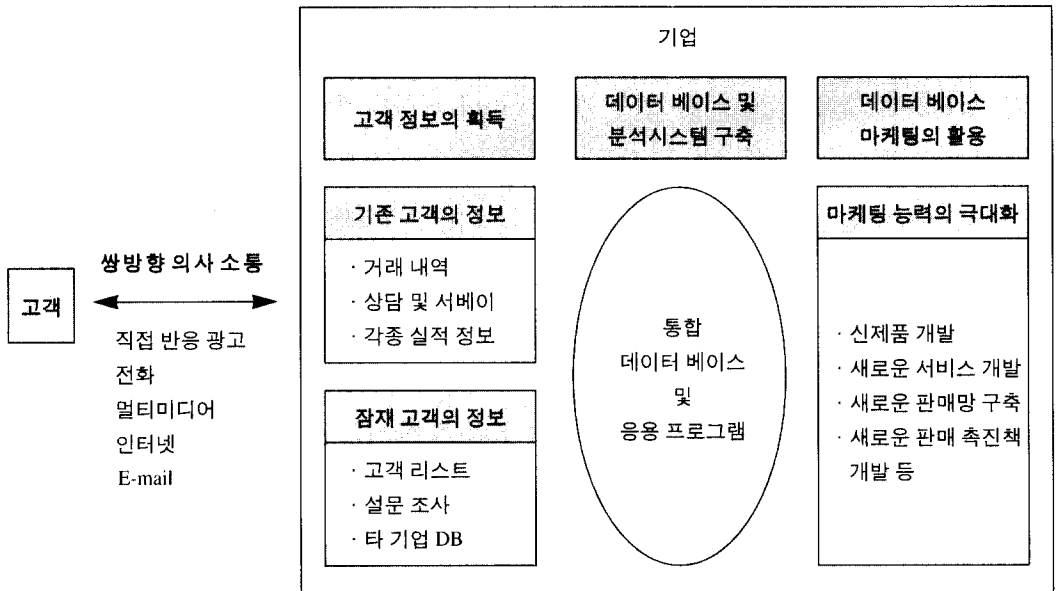 기업
고객 정보의 획득
데이터 베이스 및
분석시스템 구축
데이터 베이스
마케팅의 활용
고객
쌍방향 의사 소통
직접 반응 광고
전화
멀티미디어
인터넷
E-mail
기존 고객의 정보
· 거래 내역
· 상담 및 서베이
· 각종 실적 정보
잠재 고객의 정보
· 고객 리스트
· 설문 조사
· 타 기업 DB
통합
데이터 베이스
및
응용 프로그램
마케팅 능력의 극대화
· 신제품 개발
· 새로운 서비스 개발
· 새로운 판매망 구축
· 새로운 판매 촉진책
개발 등